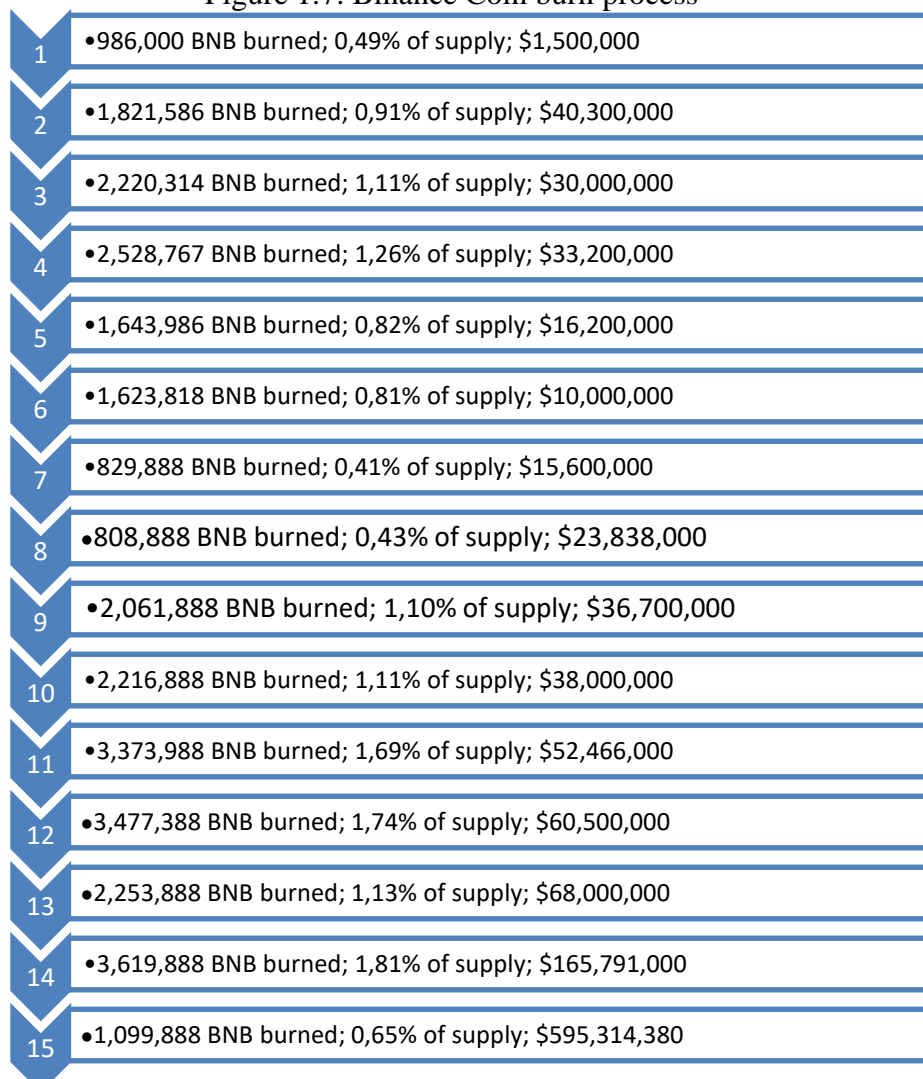 Figure 1.7. Binance Coin burn process
1 •986,000 BNB burned; 0,49% of supply; $1,500,000
2 •1,821,586 BNB burned; 0,91% of supply; $40,300,000
3 •2,220,314 BNB burned; 1,11% of supply; $30,000,000
4 •2,528,767 BNB burned; 1,26% of supply; $33,200,000
5 •1,643,986 BNB burned; 0,82% of supply; $16,200,000
6 •1,623,818 BNB burned; 0,81% of supply; $10,000,000
7 •829,888 BNB burned; 0,41% of supply; $15,600,000
8 •808,888 BNB burned; 0,43% of supply; $23,838,000
9 •2,061,888 BNB burned; 1,10% of supply; $36,700,000
10 •2,216,888 BNB burned; 1,11% of supply; $38,000,000
11 •3,373,988 BNB burned; 1,69% of supply; $52,466,000
12 •3,477,388 BNB burned; 1,74% of supply; $60,500,000
13 •2,253,888 BNB burned; 1,13% of supply; $68,000,000
14 •3,619,888 BNB burned; 1,81% of supply; $165,791,000
15 •1,099,888 BNB burned; 0,65% of supply; $595,314,380